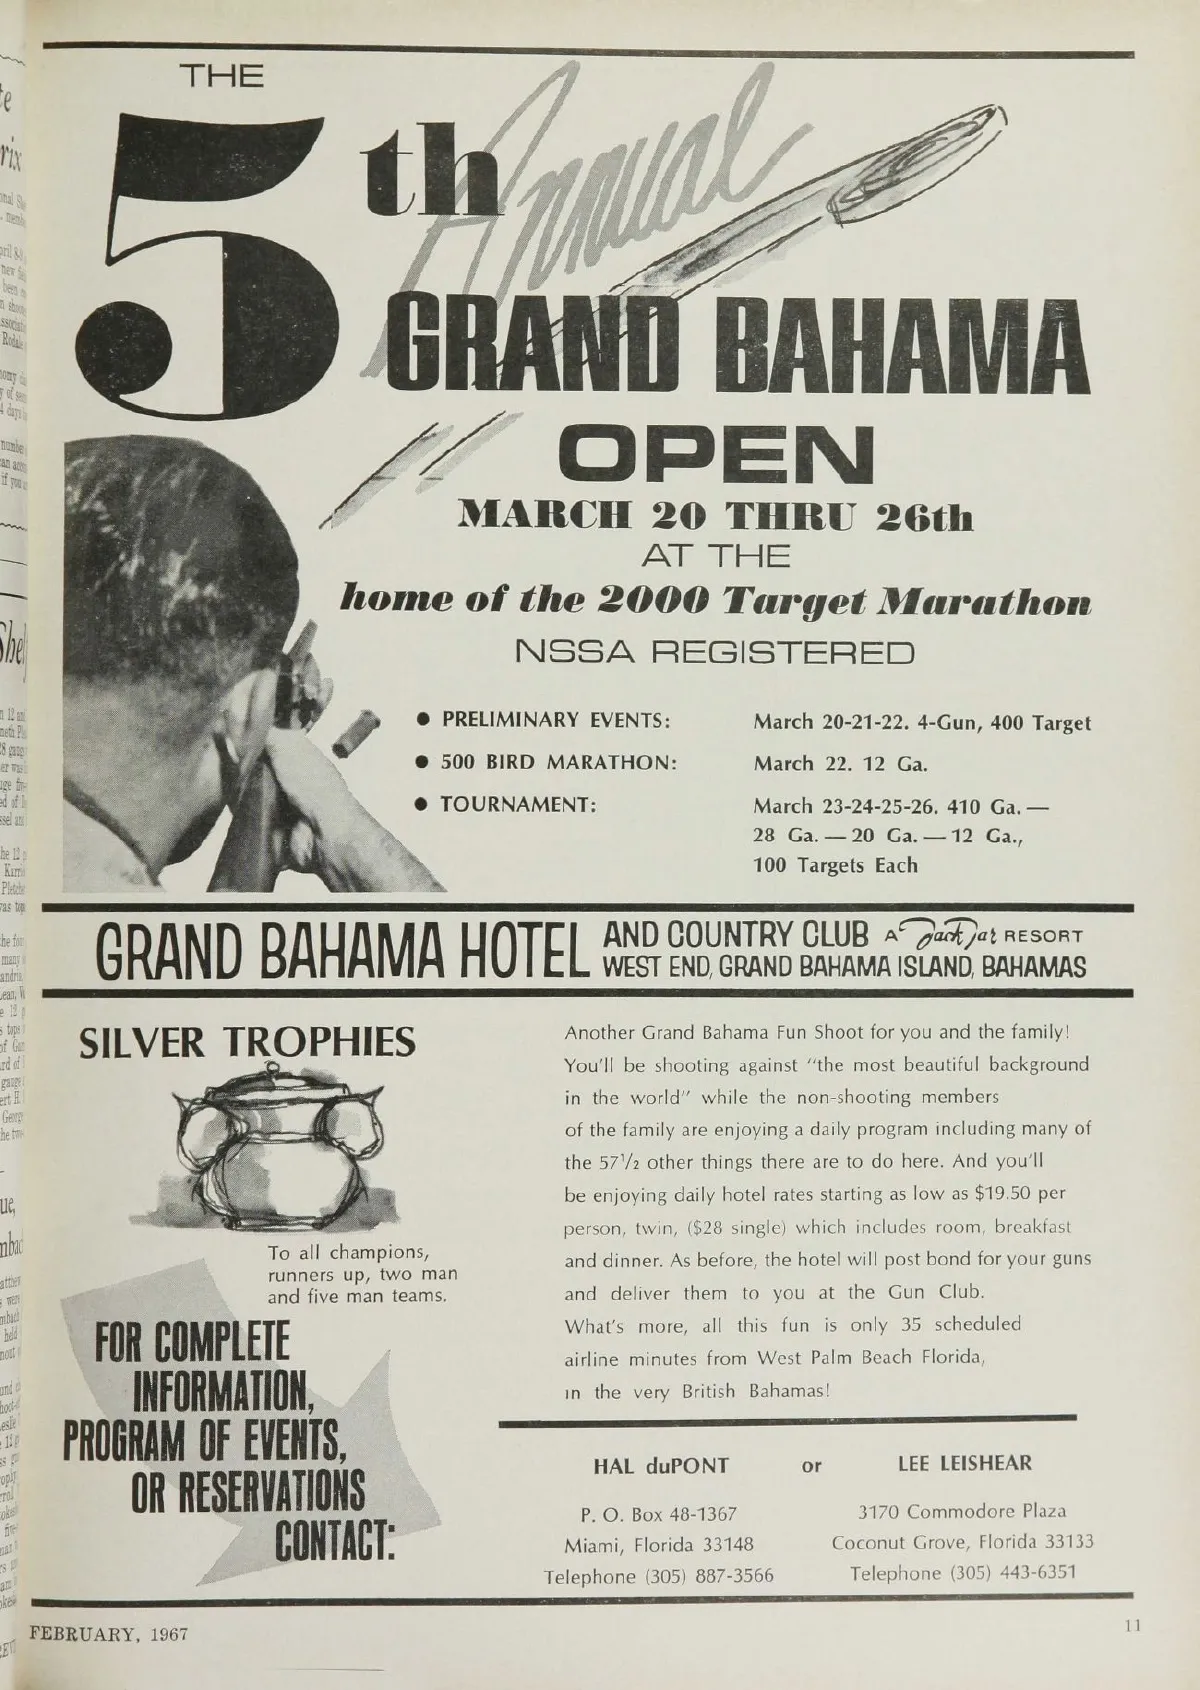 THE
5th Annual
GRAND BAHAMA
OPEN
MARCH 20 THRU 26th
AT THE
home of the 2000 Target Marathon
NSSA REGISTERED
● PRELIMINARY EVENTS: March 20-21-22. 4-Gun, 400 Target
● 500 BIRD MARATHON: March 22. 12 Ga.
● TOURNAMENT: March 23-24-25-26. 410 Ga. —
28 Ga. — 20 Ga. — 12 Ga.,
100 Targets Each
GRAND BAHAMA HOTEL AND COUNTRY CLUB A Jack Tar RESORT
WEST END, GRAND BAHAMA ISLAND, BAHAMAS
SILVER TROPHIES
To all champions,
runners up, two man
and five man teams.
FOR COMPLETE
INFORMATION,
PROGRAM OF EVENTS,
OR RESERVATIONS
CONTACT:
Another Grand Bahama Fun Shoot for you and the family!
You'll be shooting against "the most beautiful background
in the world" while the non-shooting members
of the family are enjoying a daily program including many of
the 57½ other things there are to do here. And you'll
be enjoying daily hotel rates starting as low as $19.50 per
person, twin, ($28 single) which includes room, breakfast
and dinner. As before, the hotel will post bond for your guns
and deliver them to you at the Gun Club.
What's more, all this fun is only 35 scheduled
airline minutes from West Palm Beach Florida,
in the very British Bahamas!
HAL duPONT or LEE LEISHEAR
P. O. Box 48-1367 3170 Commodore Plaza
Miami, Florida 33148 Coconut Grove, Florida 33133
Telephone (305) 887-3566 Telephone (305) 443-6351
FEBRUARY, 1967
11